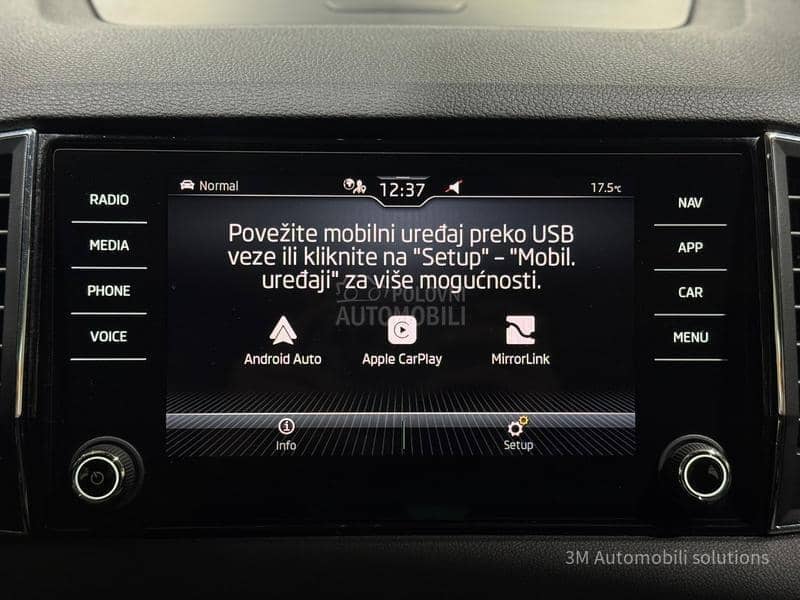 Normal
12:37
17.5°C
RADIO
MEDIA
PHONE
VOICE
NAV
APP
CAR
MENU
Povežite mobilni uređaj preko USB
veze ili kliknite na "Setup" – "Mobil.
uređaji" za više mogućnosti.
POLOVNI
AUTOMOBILI
Android Auto
Apple CarPlay
MirrorLink
Info
Setup
3M Automobili solutions